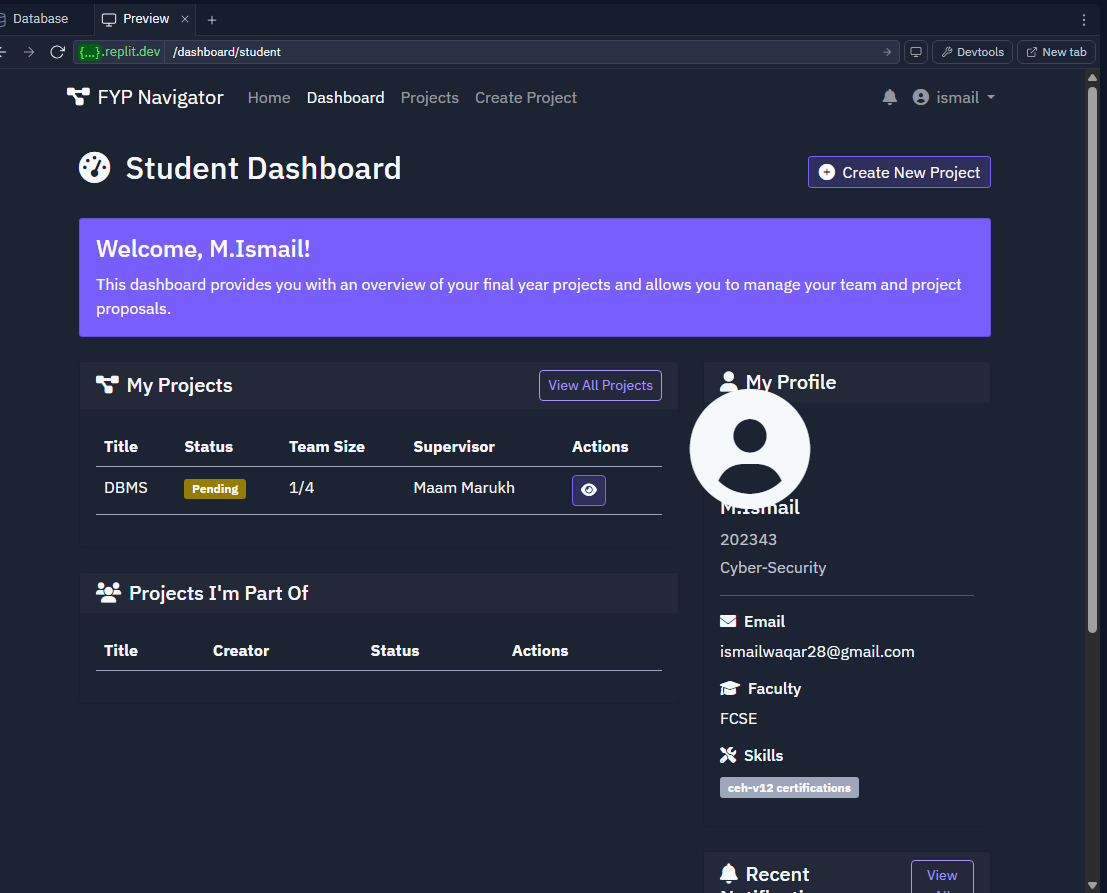 Database
Preview
{...}.replit.dev /dashboard/student
Devtools
New tab
FYP Navigator
Home
Dashboard
Projects
Create Project
ismail
Student Dashboard
Create New Project
Welcome, M.Ismail!
This dashboard provides you with an overview of your final year projects and allows you to manage your team and project
proposals.
My Projects
View All Projects
Title Status Team Size Supervisor Actions
DBMS Pending 1/4 Maam Marukh
Projects I'm Part Of
Title Creator Status Actions
My Profile
M.Ismail
202343
Cyber-Security
Email
ismailwaqar28@gmail.com
Faculty
FCSE
Skills
ceh-v12 certifications
Recent
View